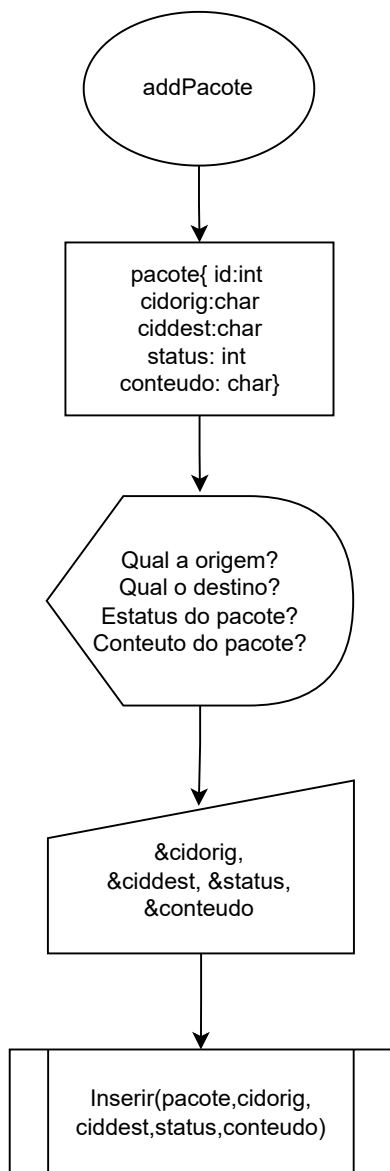 addPacote
pacote{ id:int
cidorig:char
ciddest:char
status: int
conteudo: char}
Qual a origem?
Qual o destino?
Estatus do pacote?
Conteuto do pacote?
&cidorig,
&ciddest, &status,
&conteudo
Inserir(pacote,cidorig,
ciddest,status,conteudo)